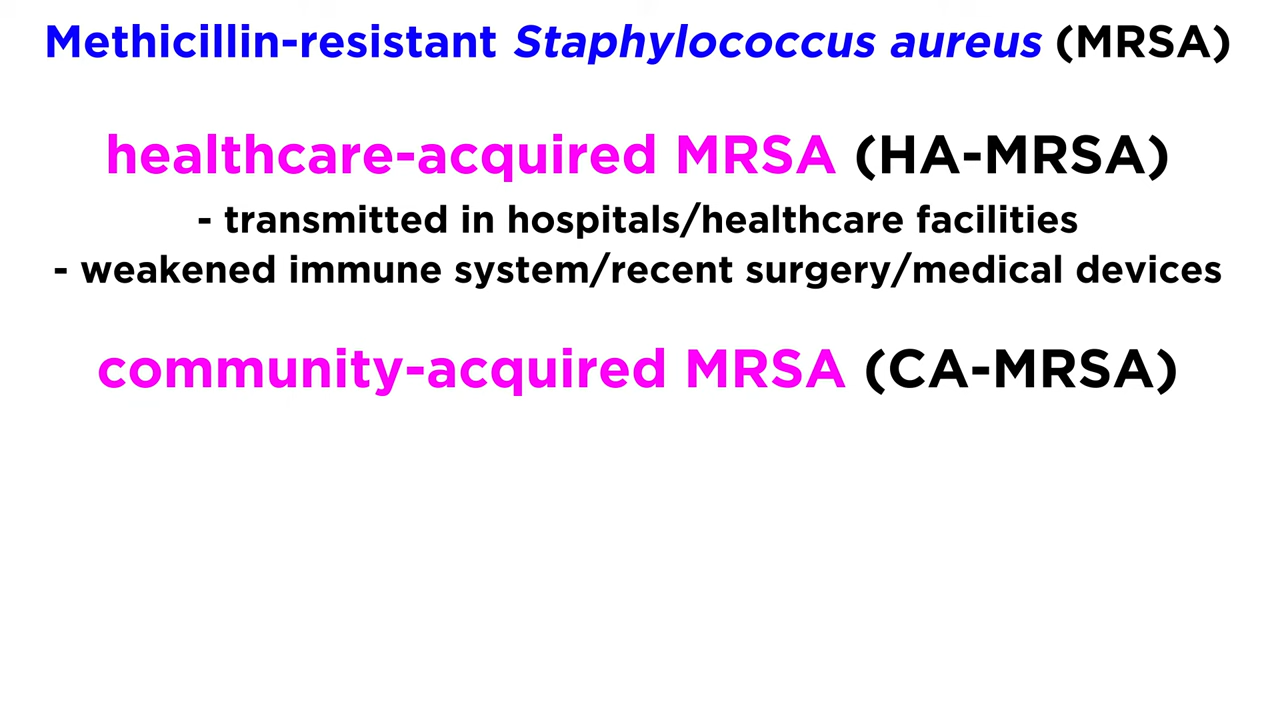 Methicillin-resistant Staphylococcus aureus (MRSA)
healthcare-acquired MRSA (HA-MRSA)
- transmitted in hospitals/healthcare facilities
- weakened immune system/recent surgery/medical devices
community-acquired MRSA (CA-MRSA)